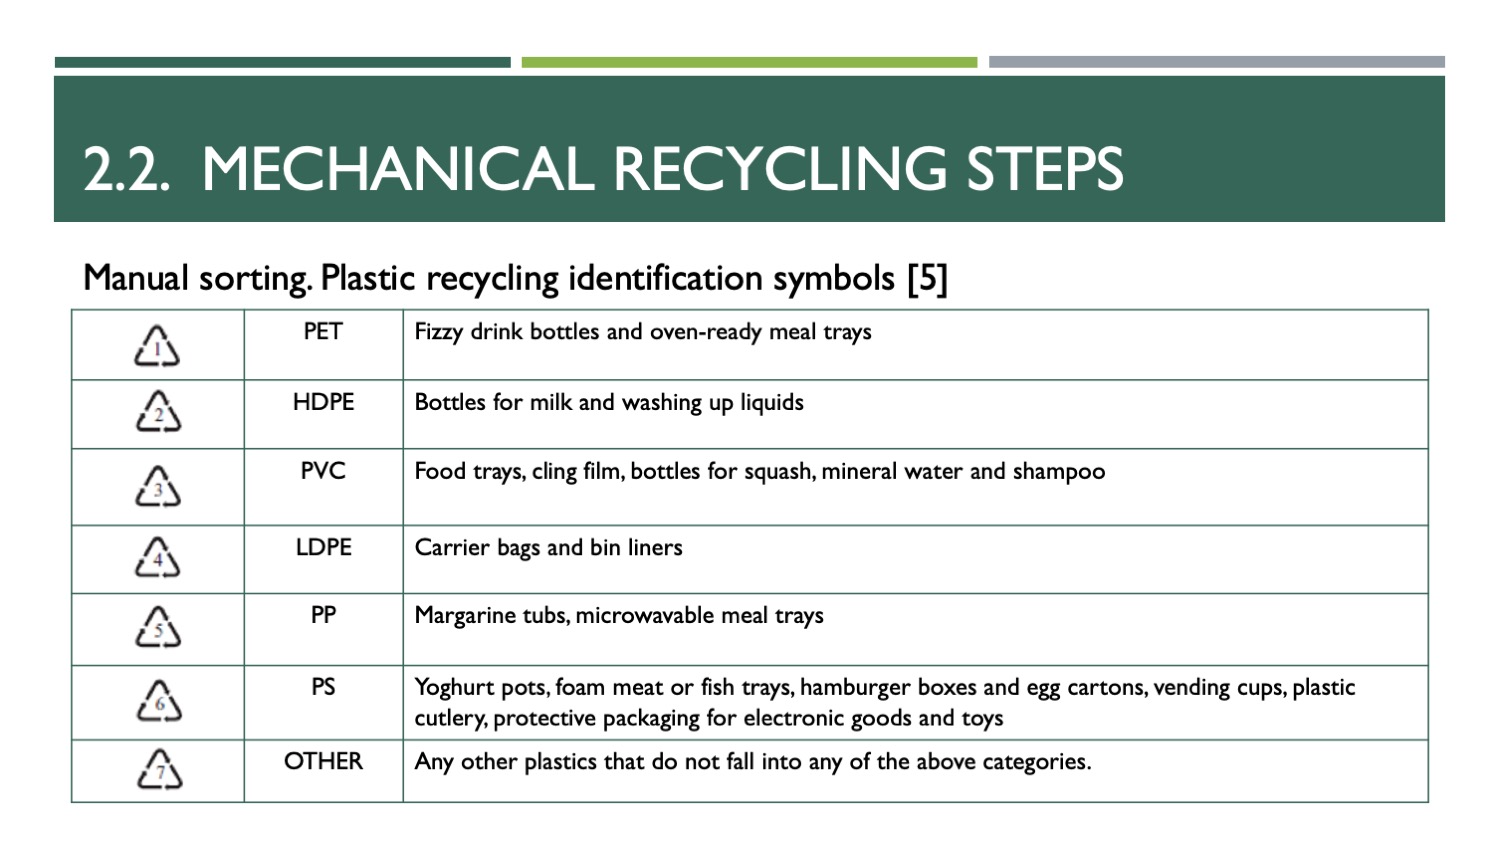 2.2. MECHANICAL RECYCLING STEPS
Manual sorting. Plastic recycling identification symbols [5]
1 PET Fizzy drink bottles and oven-ready meal trays
2 HDPE Bottles for milk and washing up liquids
3 PVC Food trays, cling film, bottles for squash, mineral water and shampoo
4 LDPE Carrier bags and bin liners
5 PP Margarine tubs, microwavable meal trays
6 PS Yoghurt pots, foam meat or fish trays, hamburger boxes and egg cartons, vending cups, plastic
cutlery, protective packaging for electronic goods and toys
7 OTHER Any other plastics that do not fall into any of the above categories.